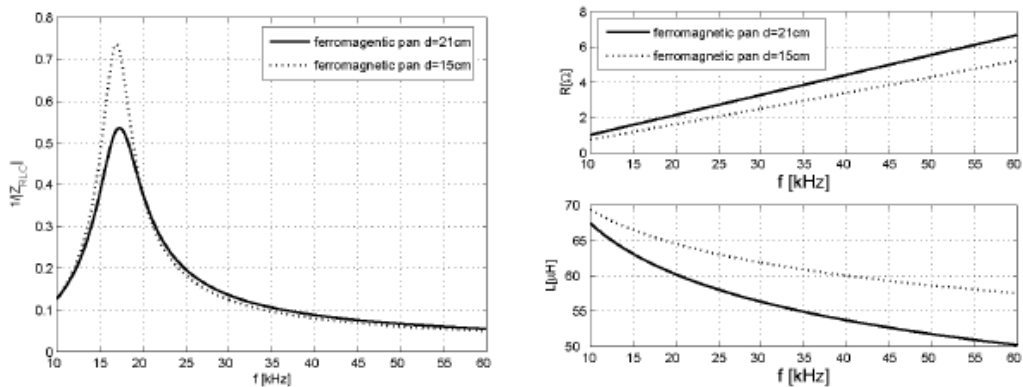 0.8
0.7
0.6
0.5
0.4
0.3
0.2
0.1
0
1/|Z_RLC|
ferromagentic pan d=21cm
ferromagnetic pan d=15cm
10 15 20 25 30 35 40 45 50 55 60
f [kHz]
8
6
4
2
0
R[Ω]
ferromagnetic pan d=21cm
ferromagnetic pan d=15cm
10 15 20 25 30 35 40 45 50 55 60
f [kHz]
70
65
60
55
50
L[μH]
10 15 20 25 30 35 40 45 50 55 60
f [kHz]